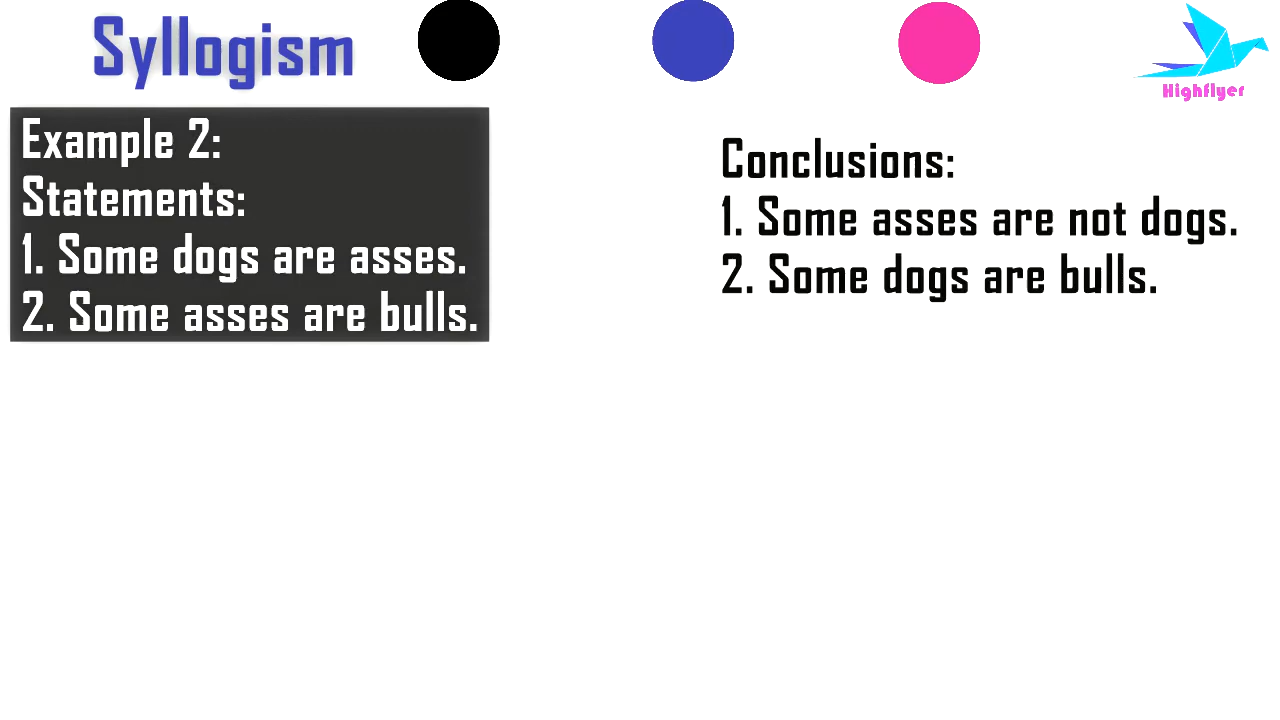 Syllogism
Highflyer
Example 2:
Statements:
1. Some dogs are asses.
2. Some asses are bulls.
Conclusions:
1. Some asses are not dogs.
2. Some dogs are bulls.